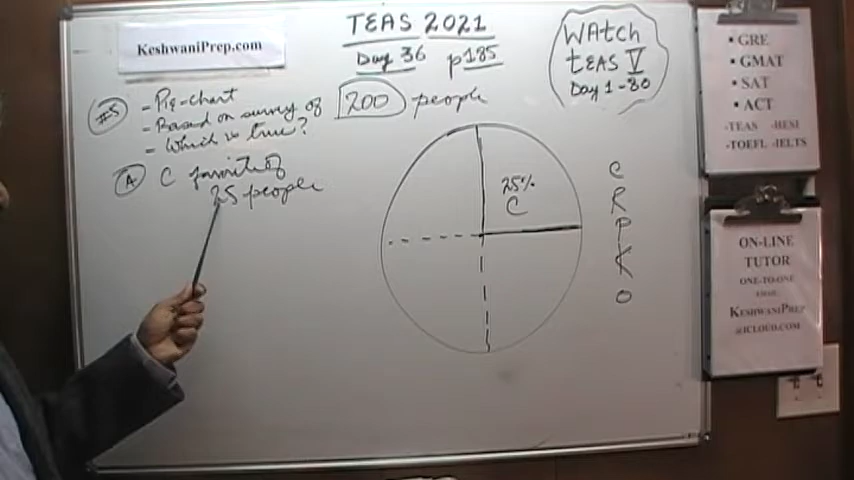 KeshwaniPrep.com
TEAS 2021
Day 36 p185
WAtch
tEAS V
Day 1-30
#5
- Pie-chart
- Based on survey of 200 people
- Which is true?
A C favorite of
25 people
25%
C
C
R
P
K
O
• GRE
• GMAT
• SAT
• ACT
-TEAS -HESI
-TOEFL -IELTS
ON-LINE
TUTOR
ONE-TO-ONE
EMAIL
KESHWANIPREP
@ICLOUD.COM